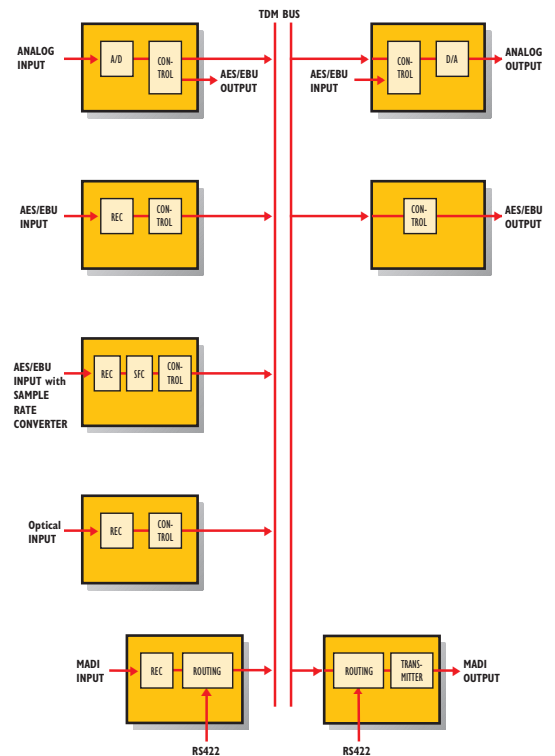 TDM BUS
ANALOG
INPUT
A/D
CON-
TROL
AES/EBU
OUTPUT
AES/EBU
INPUT
CON-
TROL
D/A
ANALOG
OUTPUT
AES/EBU
INPUT
REC
CON-
TROL
CON-
TROL
AES/EBU
OUTPUT
AES/EBU
INPUT with
SAMPLE
RATE
CONVERTER
REC
SFC
CON-
TROL
Optical
INPUT
REC
CON-
TROL
MADI
INPUT
REC
ROUTING
ROUTING
TRANS-
MITTER
MADI
OUTPUT
RS422
RS422